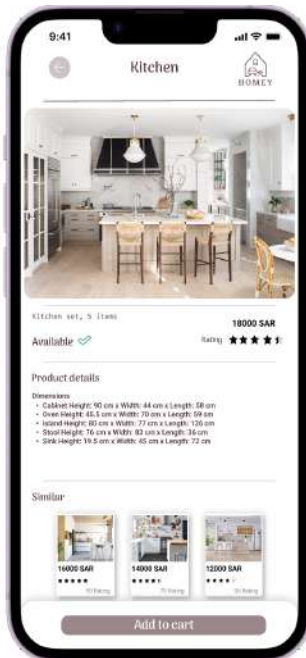 9:41
Kitchen
HOMEY
Kitchen set, 5 items
18000 SAR
Available
Rating
Product details
Dimensions
• Cabinet Height: 90 cm x Width: 44 cm x Length: 58 cm
• Oven Height: 45.5 cm x Width: 70 cm x Length: 59 cm
• Island Height: 80 cm x Width: 77 cm x Length: 126 cm
• Stool Height: 76 cm x Width: 83 cm x Length: 36 cm
• Sink Height: 19.5 cm x Width: 45 cm x Length: 72 cm
Similar
16000 SAR
14000 SAR
12000 SAR
Rating
Rating
Rating
Add to cart